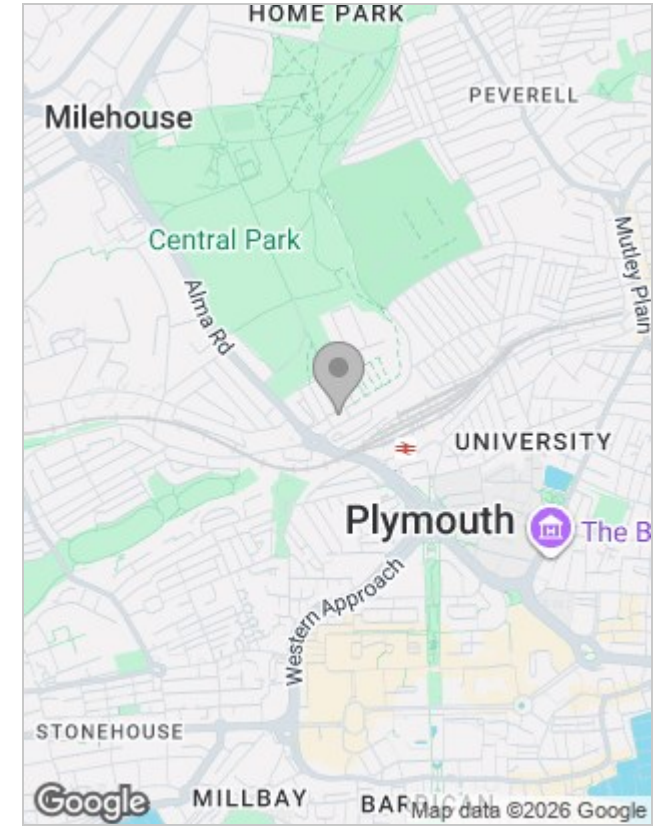 HOME PARK
PEVERELL
Milehouse
Mutley Plain
Central Park
Alma Rd
UNIVERSITY
Plymouth
The B
Western Approach
STONEHOUSE
Google
MILLBAY
Map data ©2026 Google